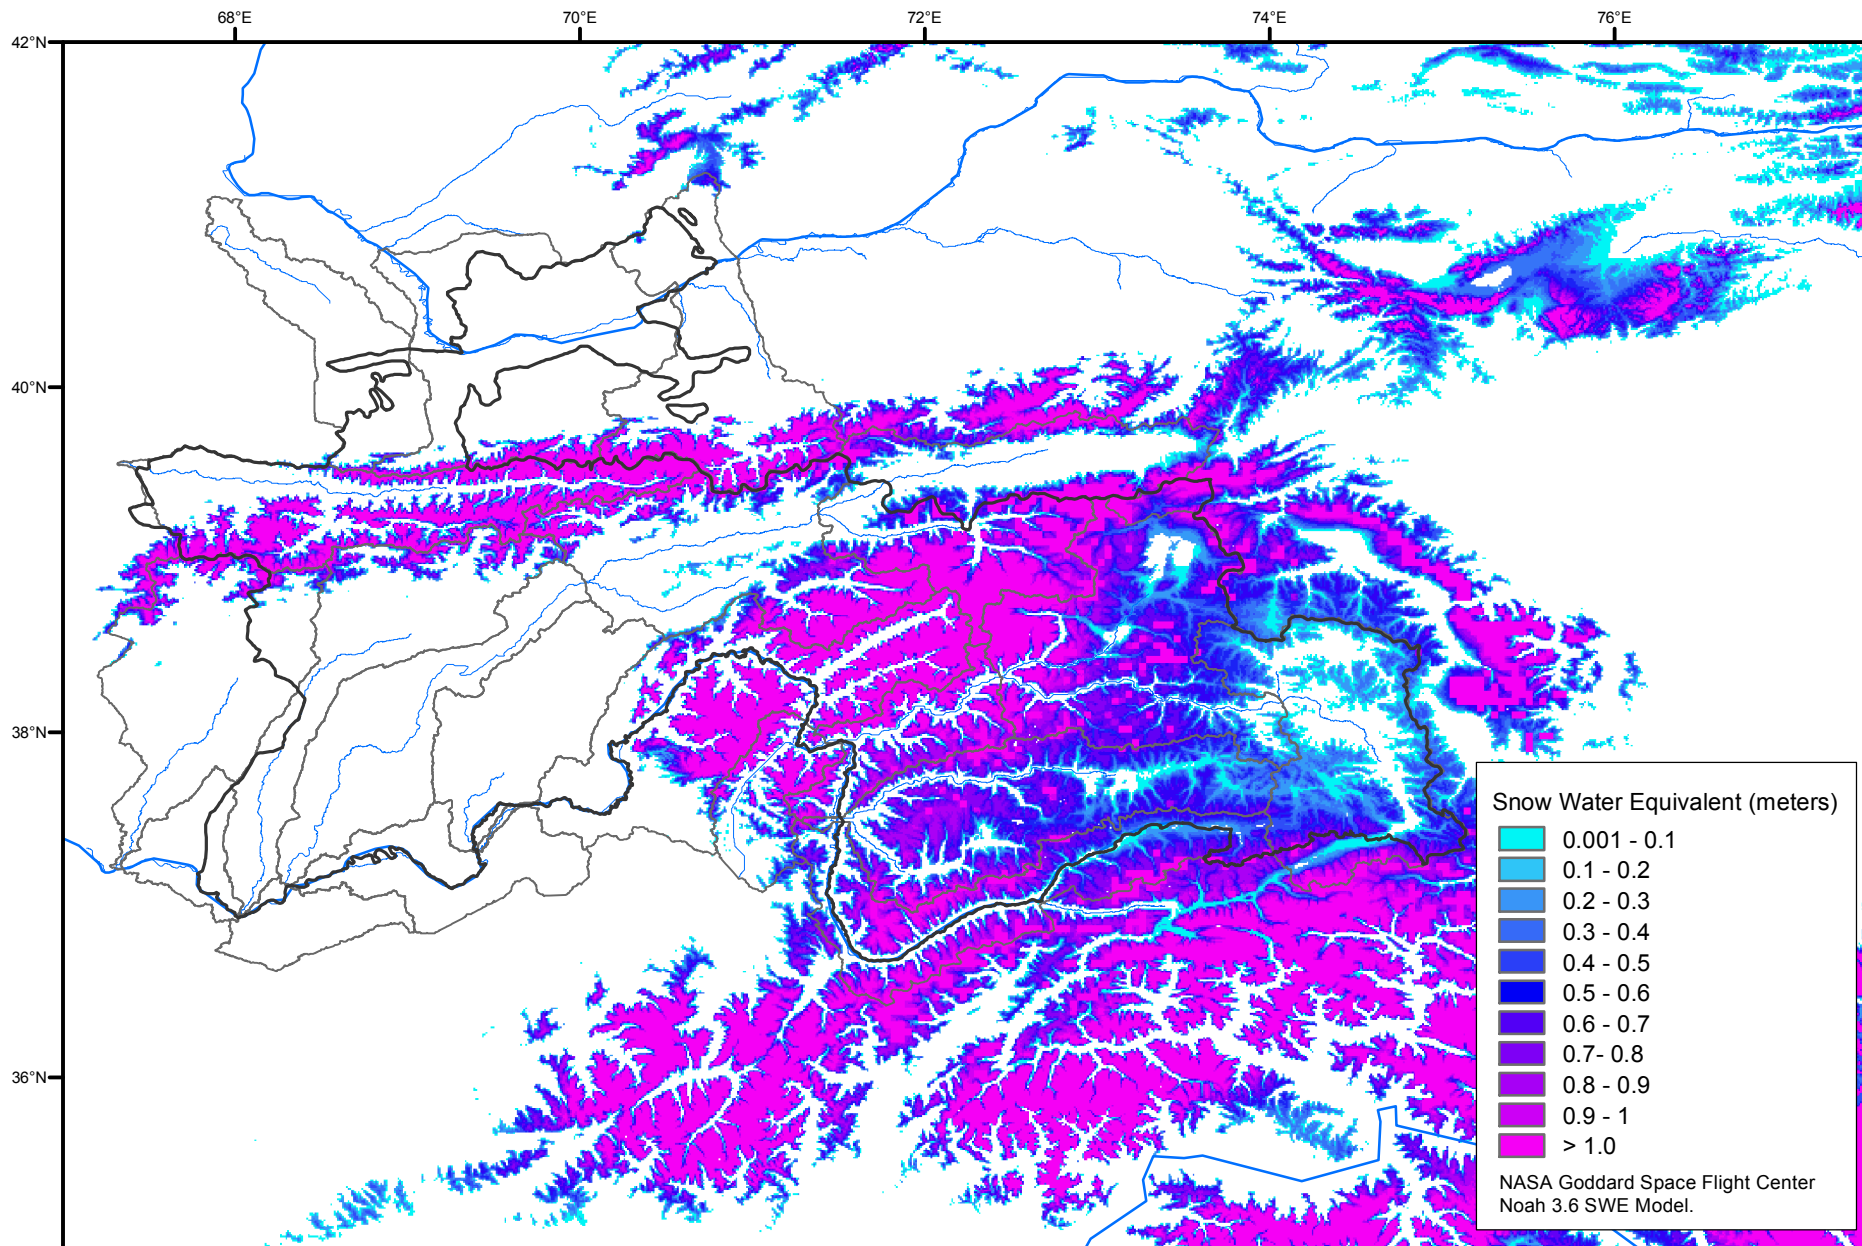 68°E
70°E
72°E
74°E
76°E
42°N
40°N
38°N
36°N
Snow Water Equivalent (meters)
0.001 - 0.1
0.1 - 0.2
0.2 - 0.3
0.3 - 0.4
0.4 - 0.5
0.5 - 0.6
0.6 - 0.7
0.7- 0.8
0.8 - 0.9
0.9 - 1
> 1.0
NASA Goddard Space Flight Center
Noah 3.6 SWE Model.